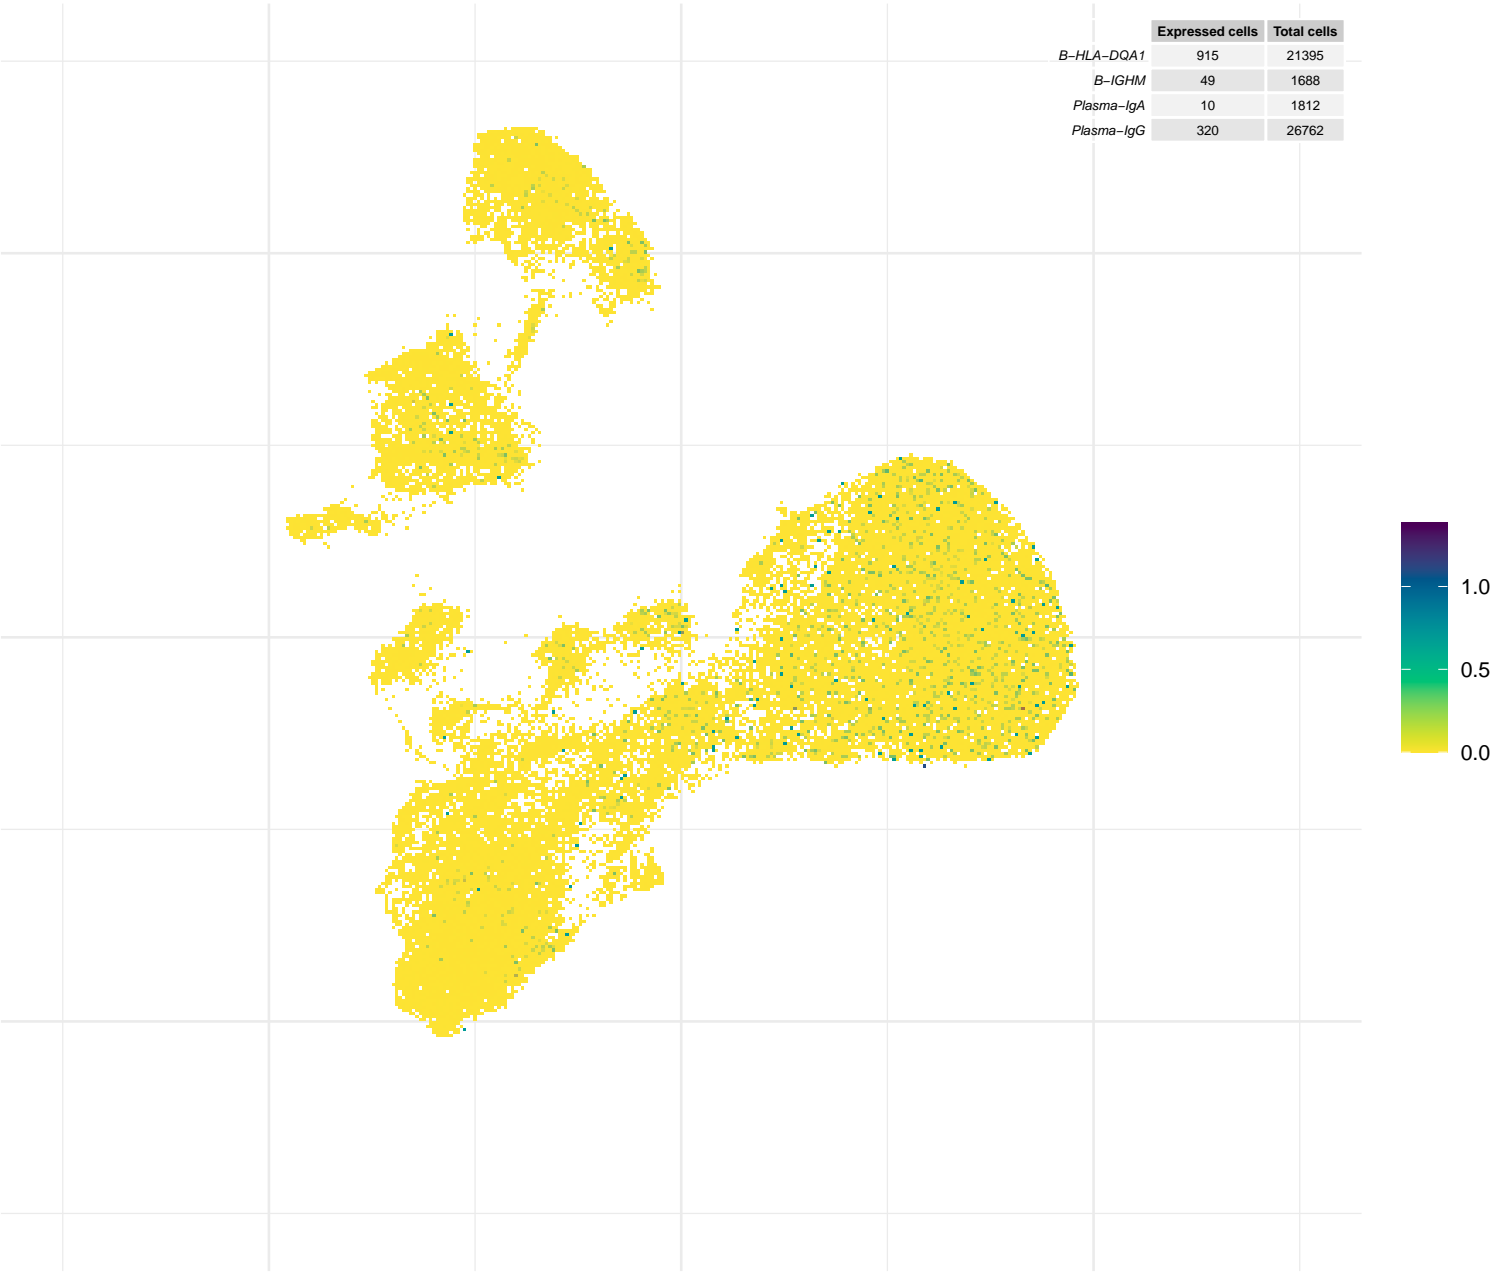 Expressed cells Total cells
B−HLA−DQA1 915 21395
B−IGHM 49 1688
Plasma−IgA 10 1812
Plasma−IgG 320 26762
1.0
0.5
0.0